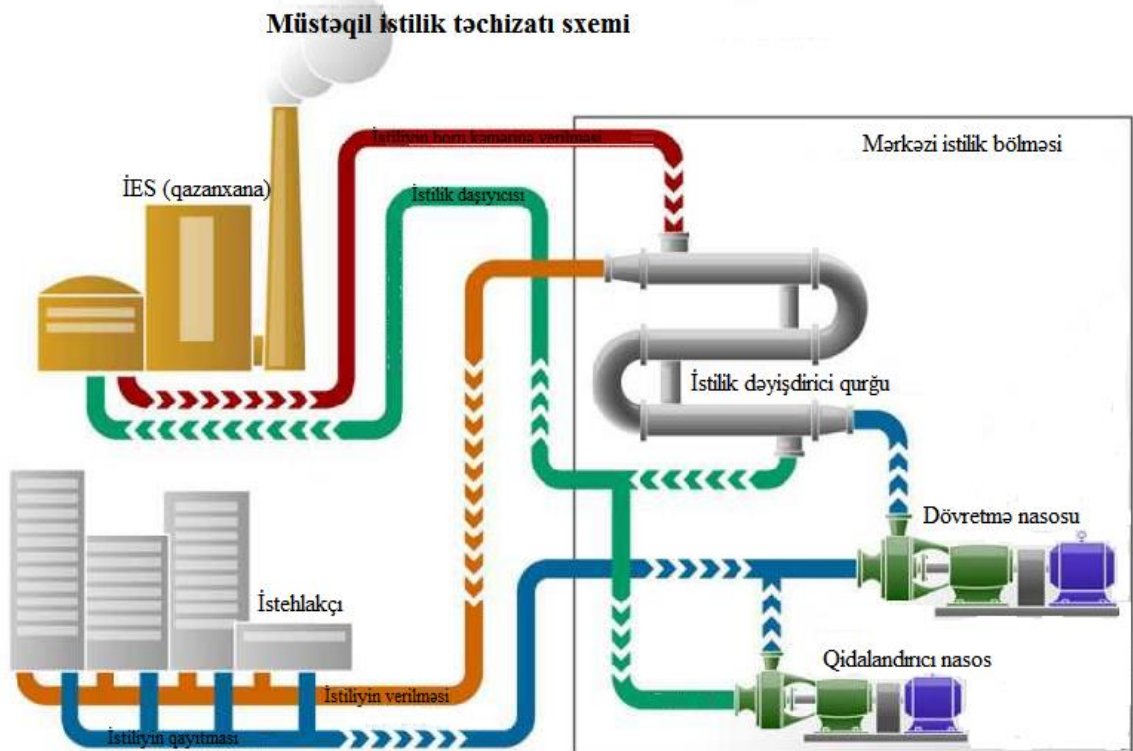 Müstəqil istilik təchizatı sxemi
İstiliyin boru kəmərinə verilməsi
Mərkəzi istilik bölməsi
İES (qazanxana)
İstilik daşıyıcısı
İstilik dəyişdirici qurğu
Dövretmə nasosu
İstehlakçı
Qidalandırıcı nasos
İstiliyin verilməsi
İstiliyin qayıtması